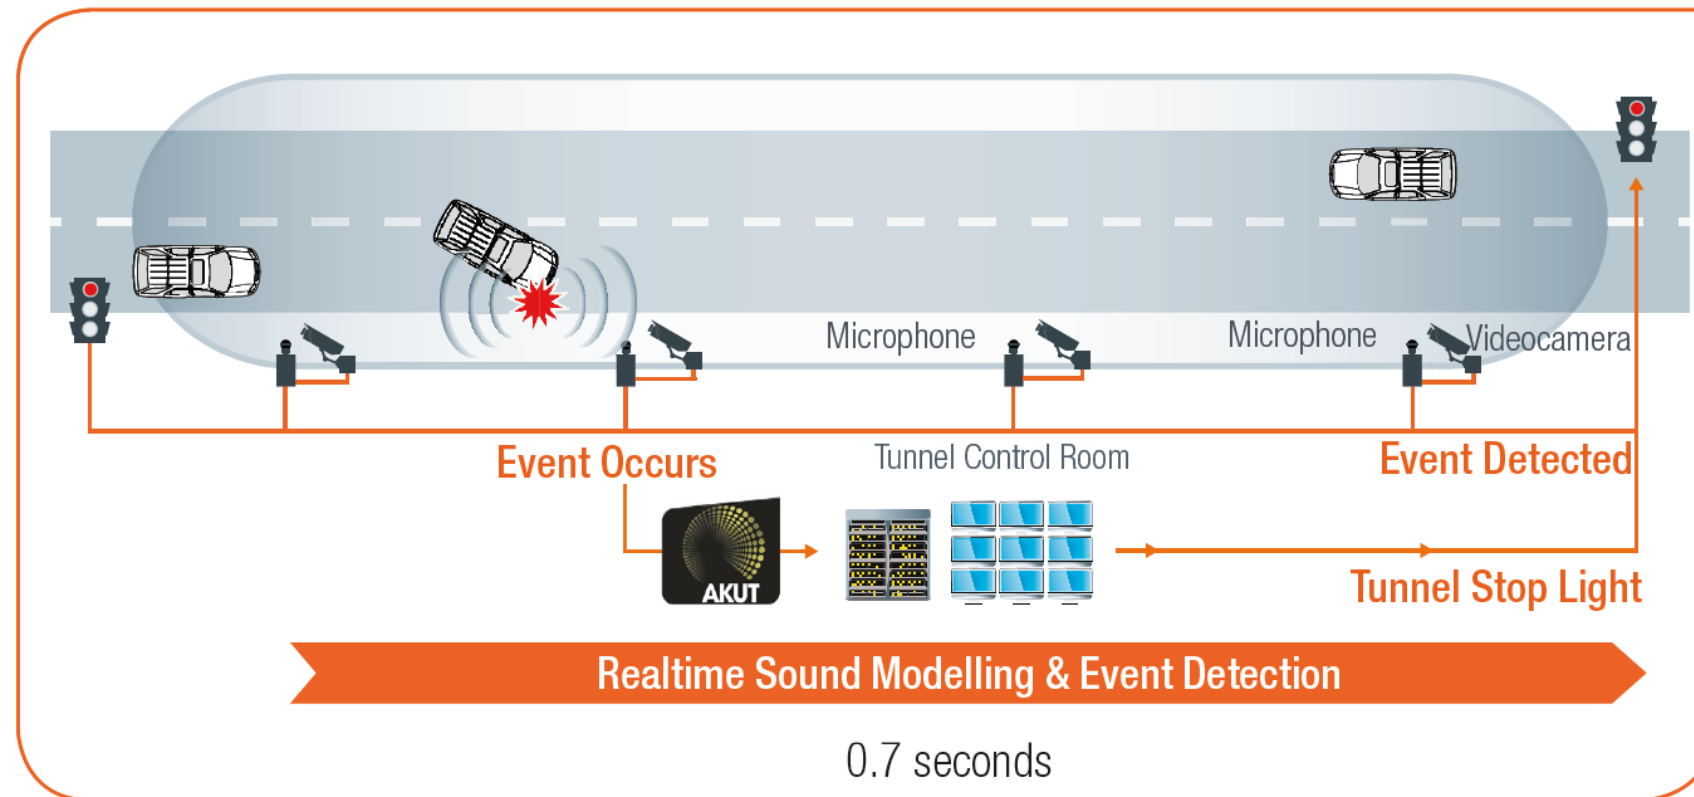 Microphone
Microphone
Videocamera
Event Occurs
Tunnel Control Room
Event Detected
AKUT
Tunnel Stop Light
Realtime Sound Modelling & Event Detection
0.7 seconds